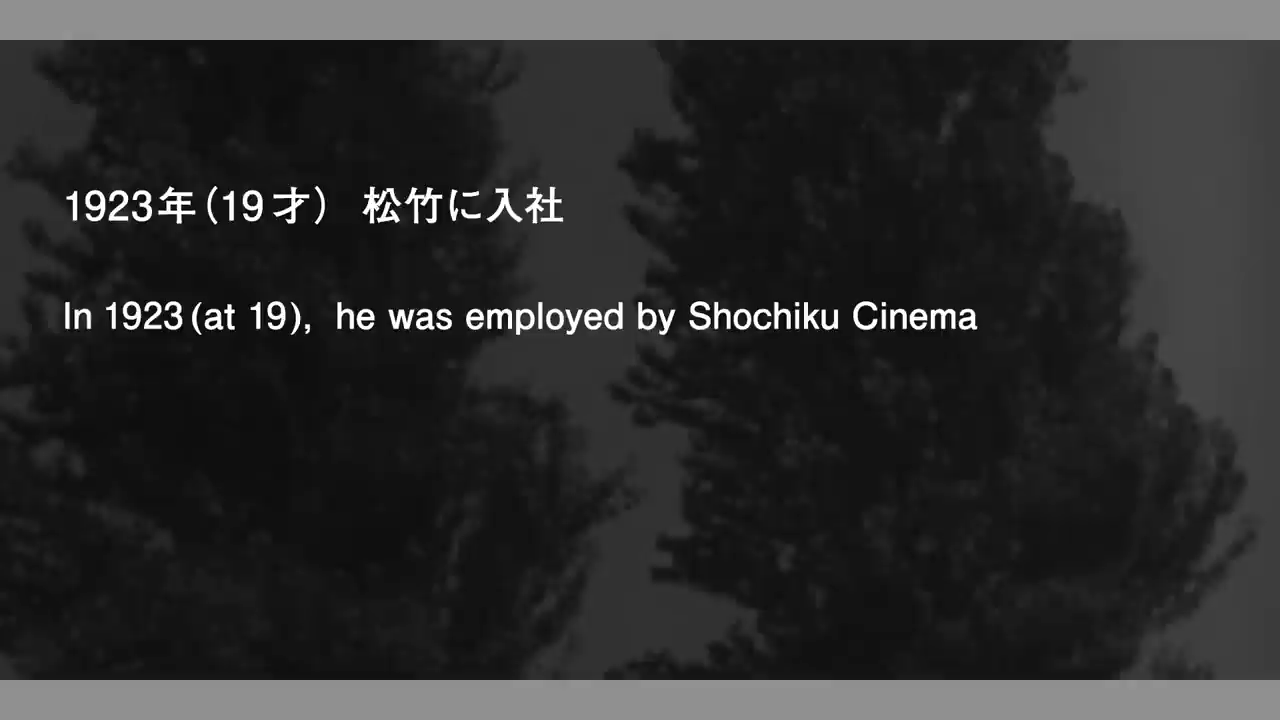 1923年（19才）　松竹に入社
In 1923 (at 19),  he was employed by Shochiku Cinema